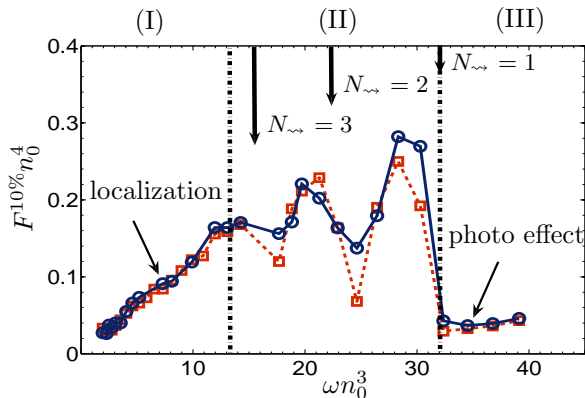 (I) (II) (III)
0.4
N⇝ = 1
N⇝ = 2
0.3
N⇝ = 3
F^{10%} n_0^4
0.2
localization
photo effect
0.1
0
0 10 20 30 40
ωn_0^3